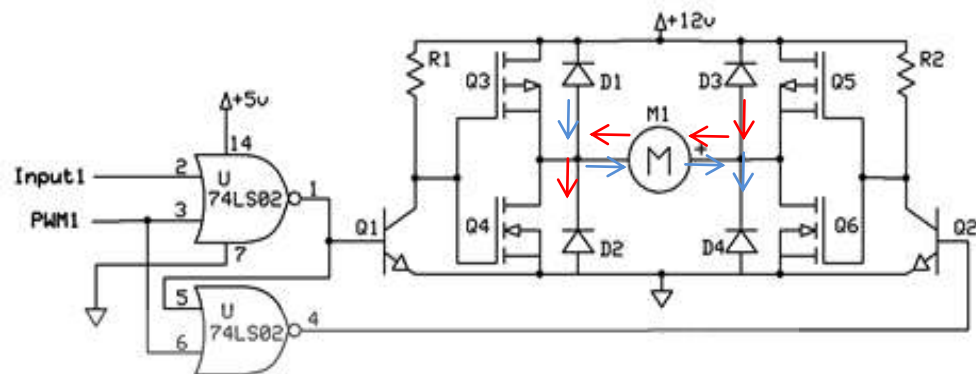 +12v
R1
Q3
D1
D3
Q5
R2
+5v
M1
14
2
Input1
U
74LS02
1
M
+
PWM1
3
7
Q1
Q4
D2
D4
Q6
Q2
5
U
74LS02
4
6